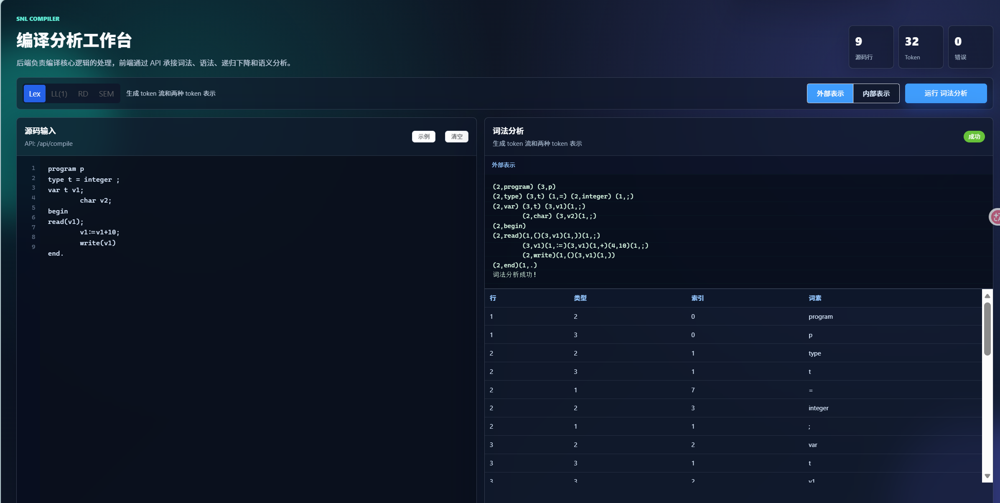 SNL COMPILER
编译分析工作台
后端负责编译核心逻辑的处理，前端通过 API 承接词法、语法、递归下降和语义分析。
9
源码行
32
Token
0
错误
Lex LL(1) RD SEM 生成 token 流和两种 token 表示
外部表示 内部表示 运行 词法分析
源码输入
API: /api/compile
示例 清空
1 program p
2 type t = integer ;
3 var t v1;
4 char v2;
5 begin
6 read(v1);
7 v1:=v1+10;
8 write(v1)
9 end.
词法分析
生成 token 流和两种 token 表示
成功
外部表示
(2,program) (3,p)
(2,type) (3,t) (1,=) (2,integer) (1,;)
(2,var) (3,t) (3,v1)(1,;)
(2,char) (3,v2)(1,;)
(2,begin)
(2,read)(1,()(3,v1)(1,))(1,;)
(3,v1)(1,:=)(3,v1)(1,+)(4,10)(1,;)
(2,write)(1,()(3,v1)(1,))
(2,end)(1,.)
词法分析成功!
行 类型 索引 词素
1 2 0 program
1 3 0 p
2 2 1 type
2 3 1 t
2 1 7 =
2 2 3 integer
2 1 1 ;
3 2 2 var
3 3 1 t
3 3 2 v1